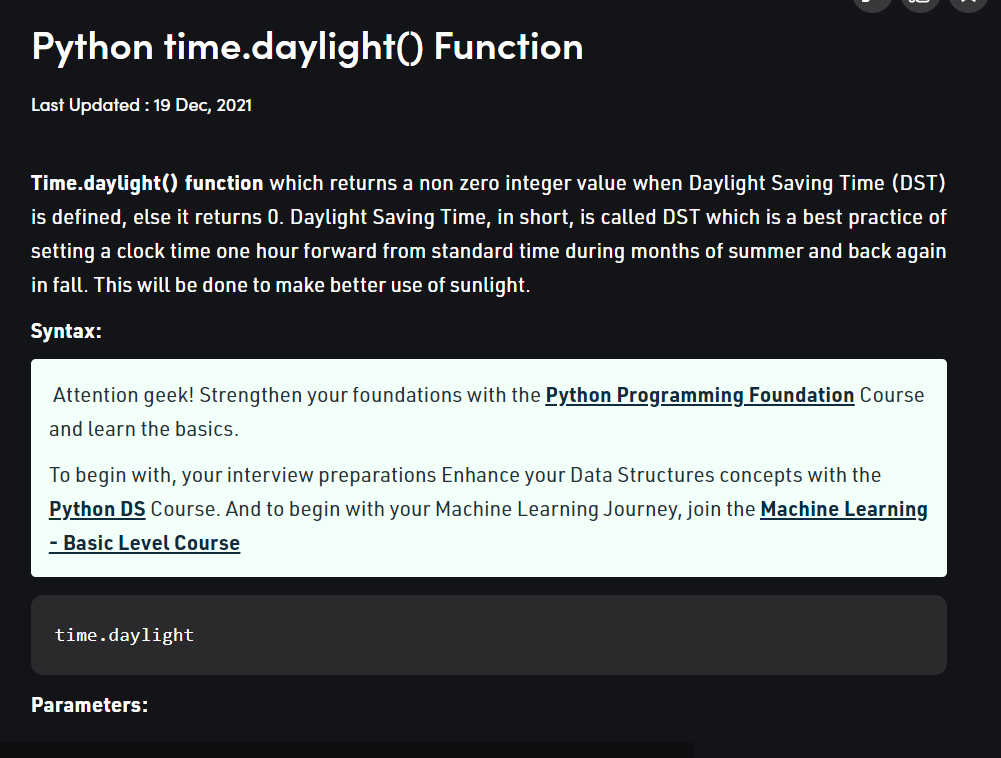 Python time.daylight() Function
Last Updated : 19 Dec, 2021
Time.daylight() function which returns a non zero integer value when Daylight Saving Time (DST)
is defined, else it returns 0. Daylight Saving Time, in short, is called DST which is a best practice of
setting a clock time one hour forward from standard time during months of summer and back again
in fall. This will be done to make better use of sunlight.
Syntax:
Attention geek! Strengthen your foundations with the Python Programming Foundation Course
and learn the basics.
To begin with, your interview preparations Enhance your Data Structures concepts with the
Python DS Course. And to begin with your Machine Learning Journey, join the Machine Learning
- Basic Level Course
time.daylight
Parameters: